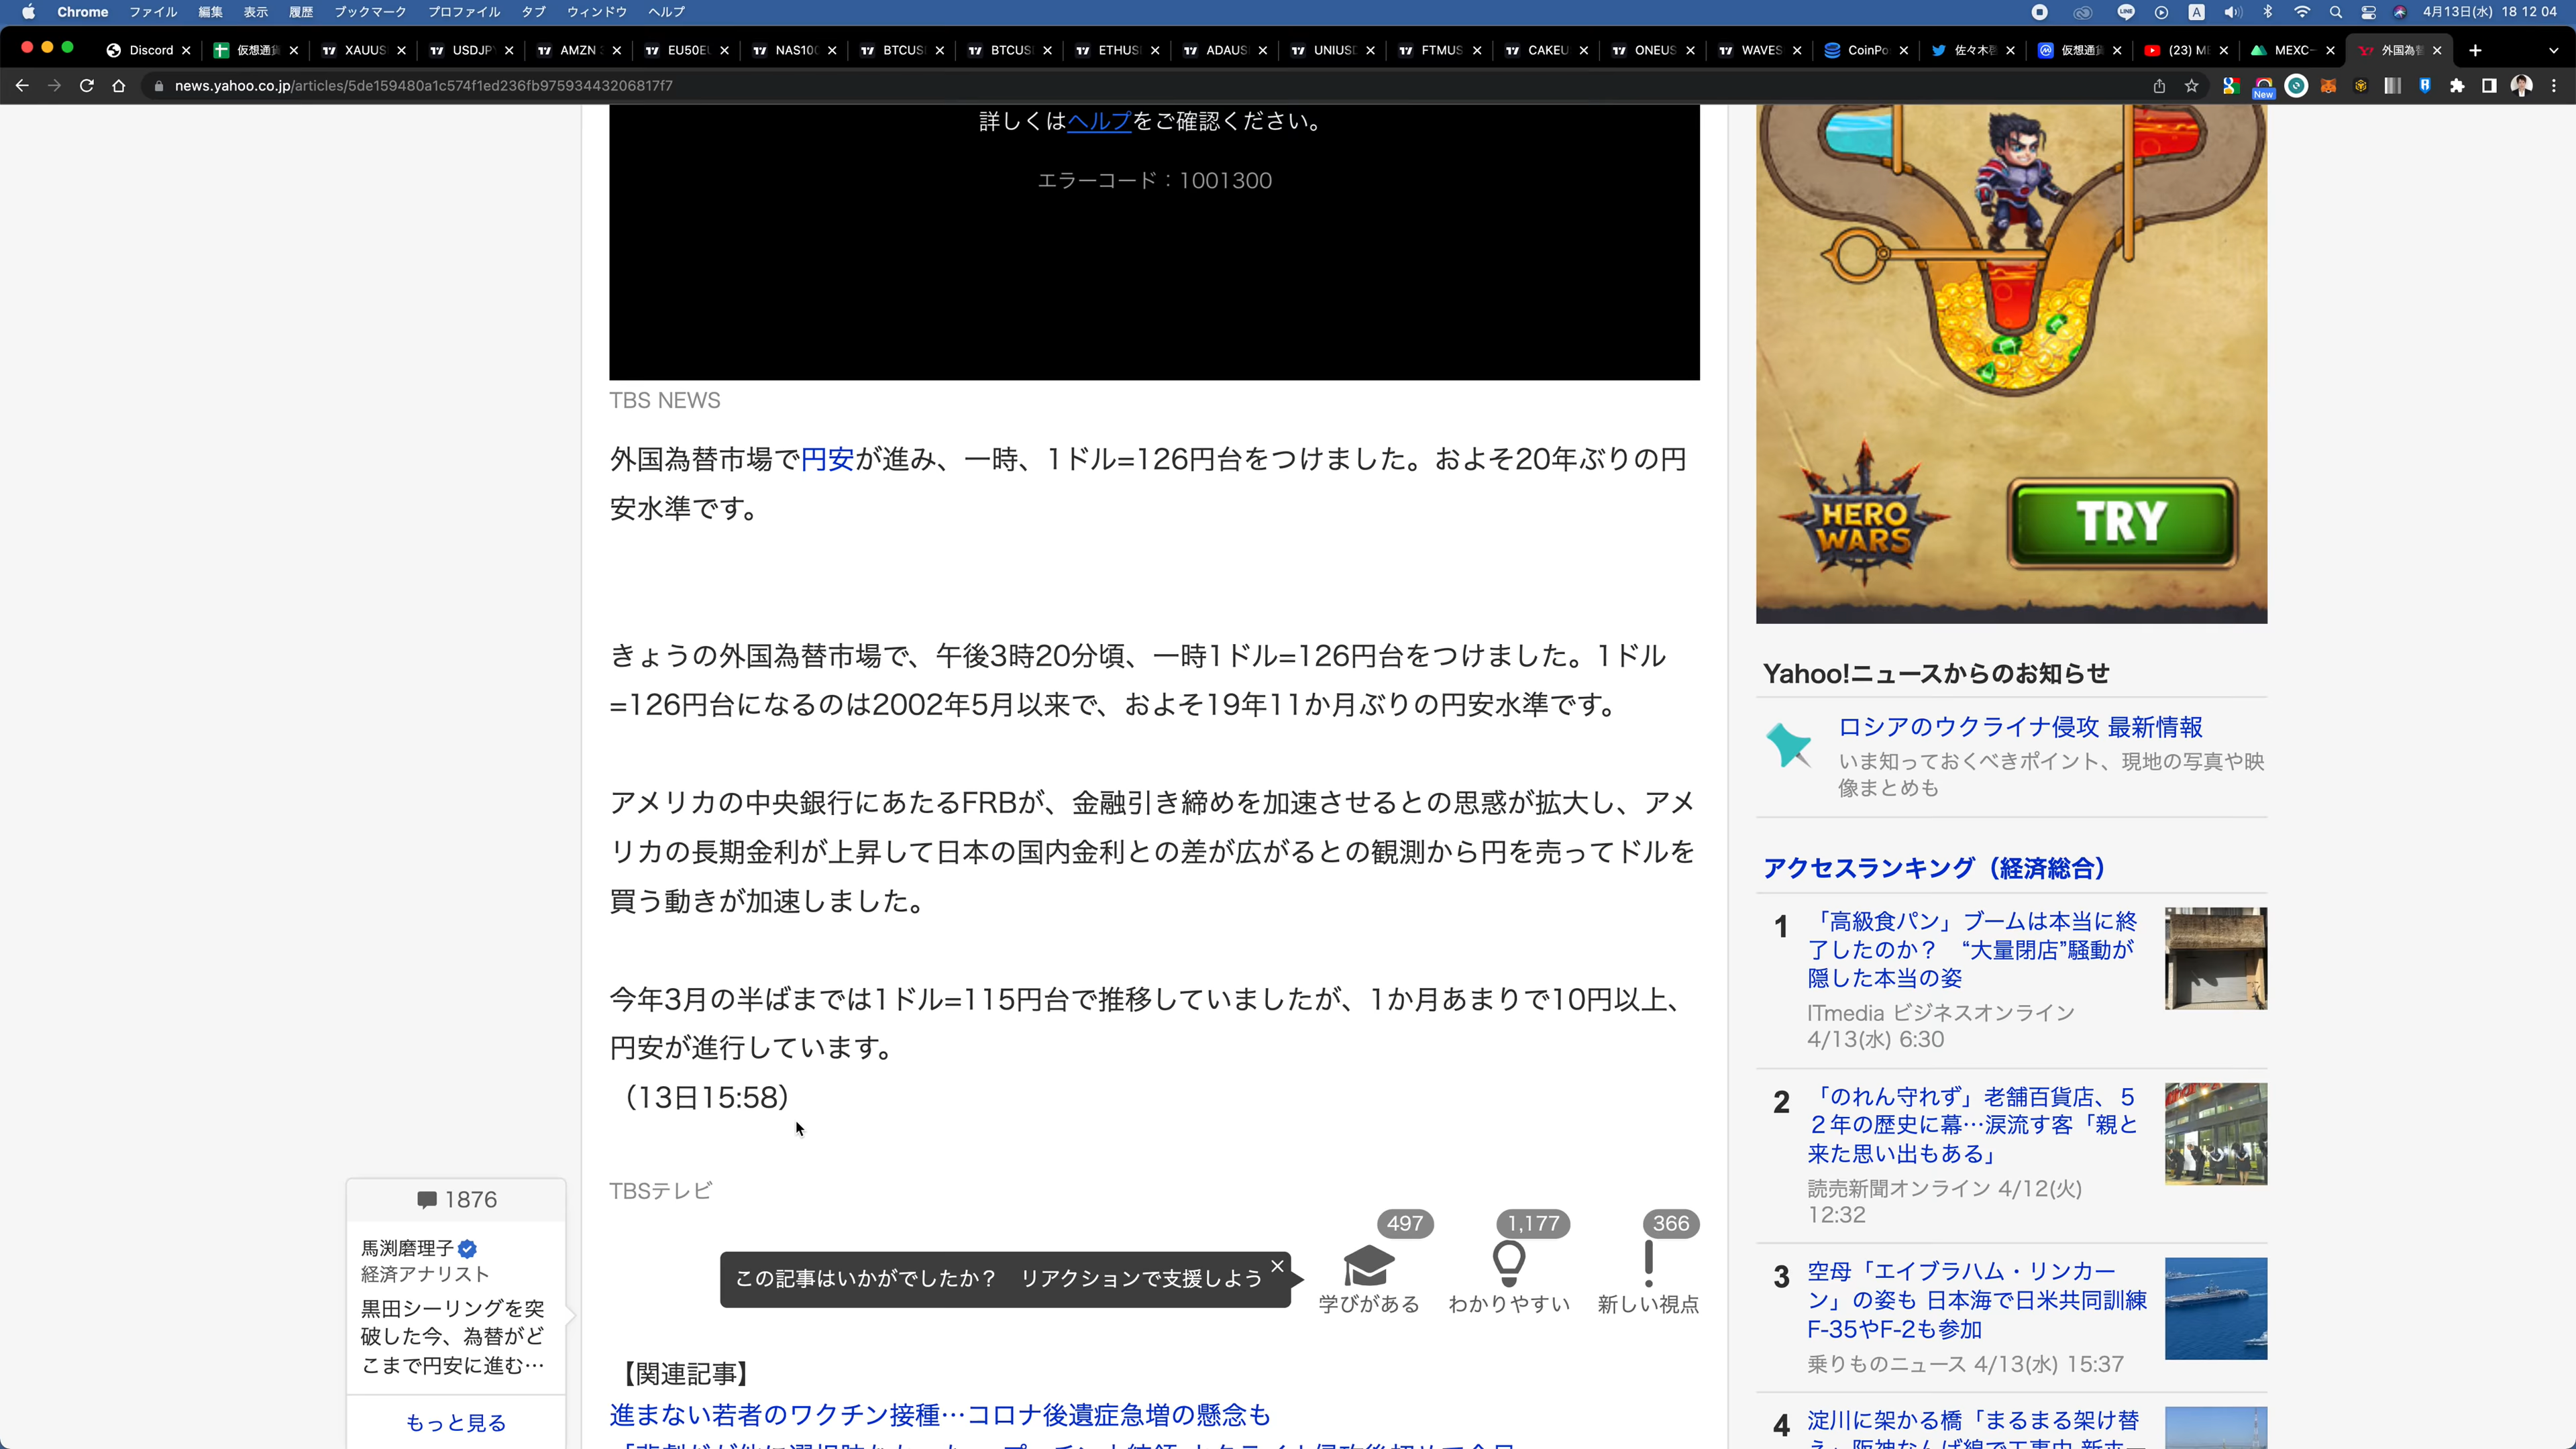 Chrome ファイル 編集 表示 履歴 ブックマーク プロファイル タブ ウィンドウ ヘルプ
A 4月13日(水) 18 12 04
Discord 仮想通貨 XAUUS USDJP AMZN EU50EU NAS100 BTCUS BTCUS ETHUS ADAUS UNIUSD FTMUS CAKEU ONEUS WAVES CoinPo 佐々木 仮想通貨 (23) M MEXC 外国為替
news.yahoo.co.jp/articles/5de159480a1c574f1ed236fb97593443206817f7
New
詳しくはヘルプをご確認ください。
エラーコード：1001300
TBS NEWS
外国為替市場で円安が進み、一時、1ドル=126円台をつけました。およそ20年ぶりの円
安水準です。
きょうの外国為替市場で、午後3時20分頃、一時1ドル=126円台をつけました。1ドル
=126円台になるのは2002年5月以来で、およそ19年11か月ぶりの円安水準です。
アメリカの中央銀行にあたるFRBが、金融引き締めを加速させるとの思惑が拡大し、アメ
リカの長期金利が上昇して日本の国内金利との差が広がるとの観測から円を売ってドルを
買う動きが加速しました。
今年3月の半ばまでは1ドル=115円台で推移していましたが、1か月あまりで10円以上、
円安が進行しています。
（13日15:58）
TBSテレビ
この記事はいかがでしたか？ リアクションで支援しよう
497
学びがある
1,177
わかりやすい
366
新しい視点
【関連記事】
進まない若者のワクチン接種…コロナ後遺症急増の懸念も
1876
馬渕磨理子
経済アナリスト
黒田シーリングを突
破した今、為替がど
こまで円安に進む…
もっと見る
HERO
WARS
TRY
Yahoo!ニュースからのお知らせ
ロシアのウクライナ侵攻 最新情報
いま知っておくべきポイント、現地の写真や映
像まとめも
アクセスランキング（経済総合）
1
「高級食パン」ブームは本当に終
了したのか？ “大量閉店”騒動が
隠した本当の姿
ITmedia ビジネスオンライン
4/13(水) 6:30
2
「のれん守れず」老舗百貨店、５
２年の歴史に幕…涙流す客「親と
来た思い出もある」
読売新聞オンライン 4/12(火)
12:32
3
空母「エイブラハム・リンカー
ン」の姿も 日本海で日米共同訓練
F-35やF-2も参加
乗りものニュース 4/13(水) 15:37
4
淀川に架かる橋「まるまる架け替